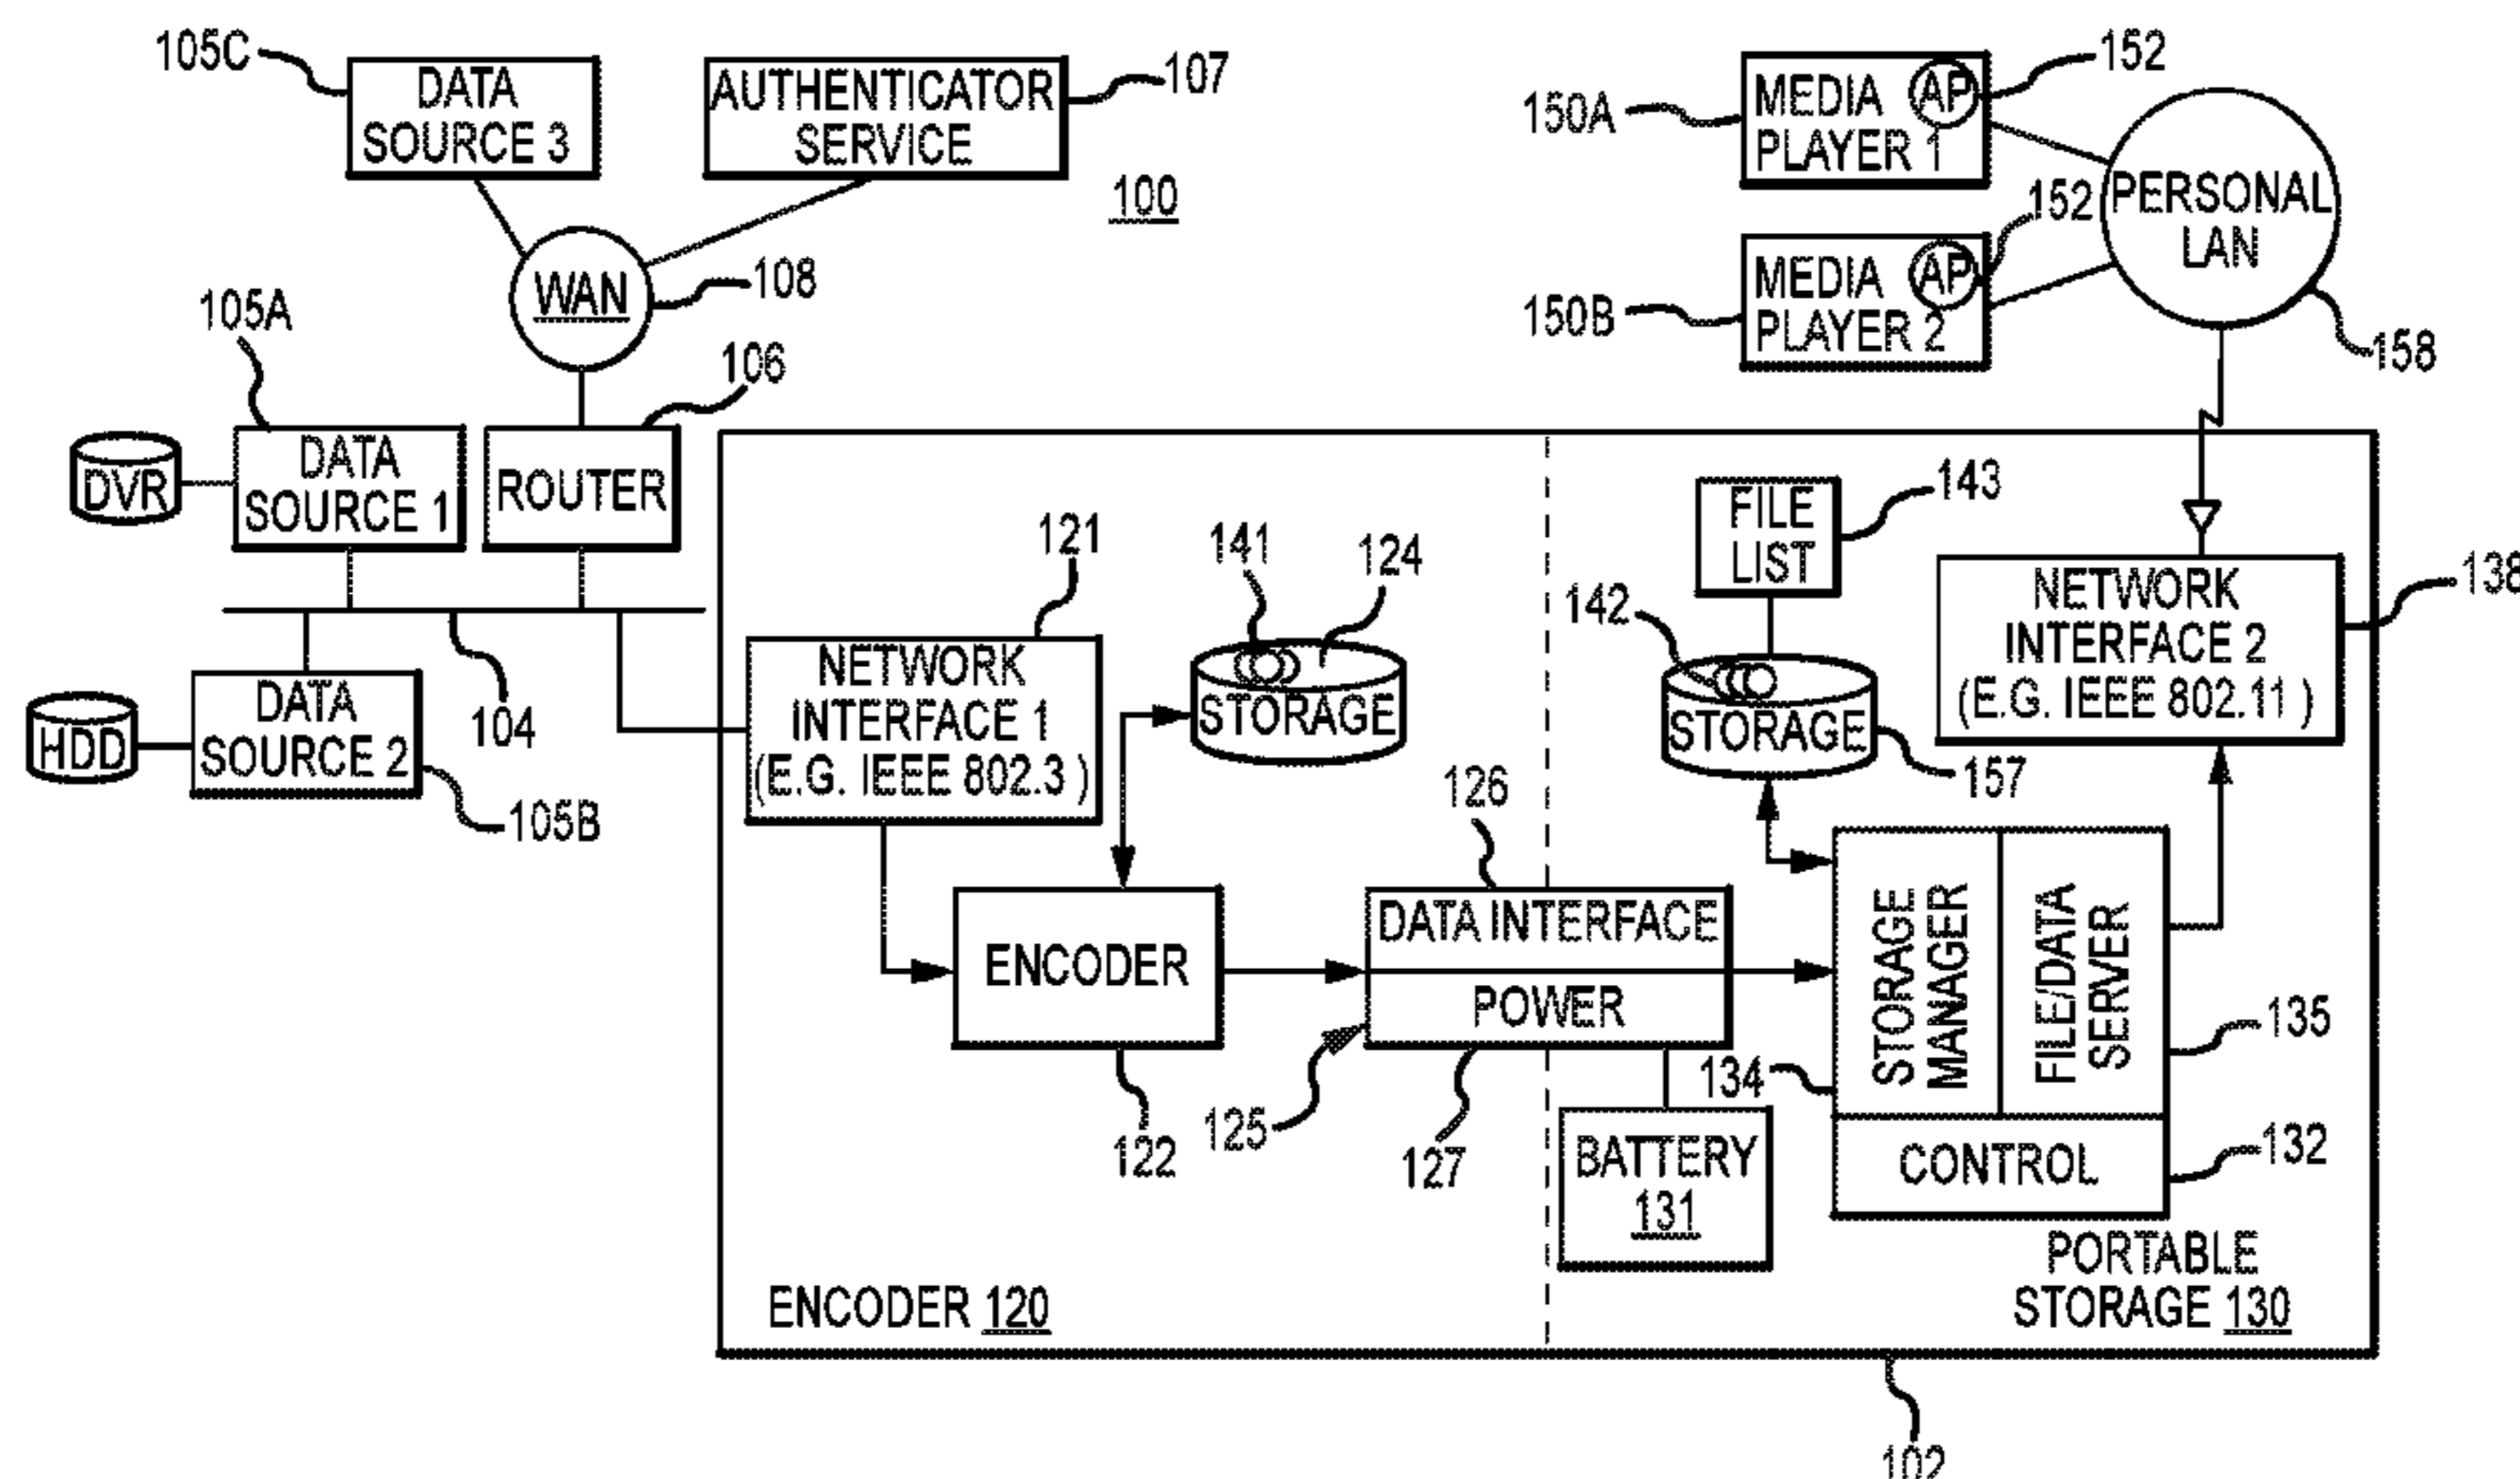 105C
DATA
SOURCE 3
AUTHENTICATOR
SERVICE
107
100
WAN
108
105A
106
DVR
DATA
SOURCE 1
ROUTER
HDD
DATA
SOURCE 2
105B
104
150A
MEDIA
PLAYER 1
AP
152
150B
MEDIA
PLAYER 2
AP
152
PERSONAL
LAN
158
121
NETWORK
INTERFACE 1
(E.G. IEEE 802.3 )
141
124
STORAGE
ENCODER
122
126
DATA INTERFACE
POWER
125
127
BATTERY
131
FILE
LIST
143
142
STORAGE
157
NETWORK
INTERFACE 2
(E.G. IEEE 802.11 )
138
STORAGE
MANAGER
FILE/DATA
SERVER
134
135
CONTROL
132
ENCODER 120
PORTABLE
STORAGE 130
102